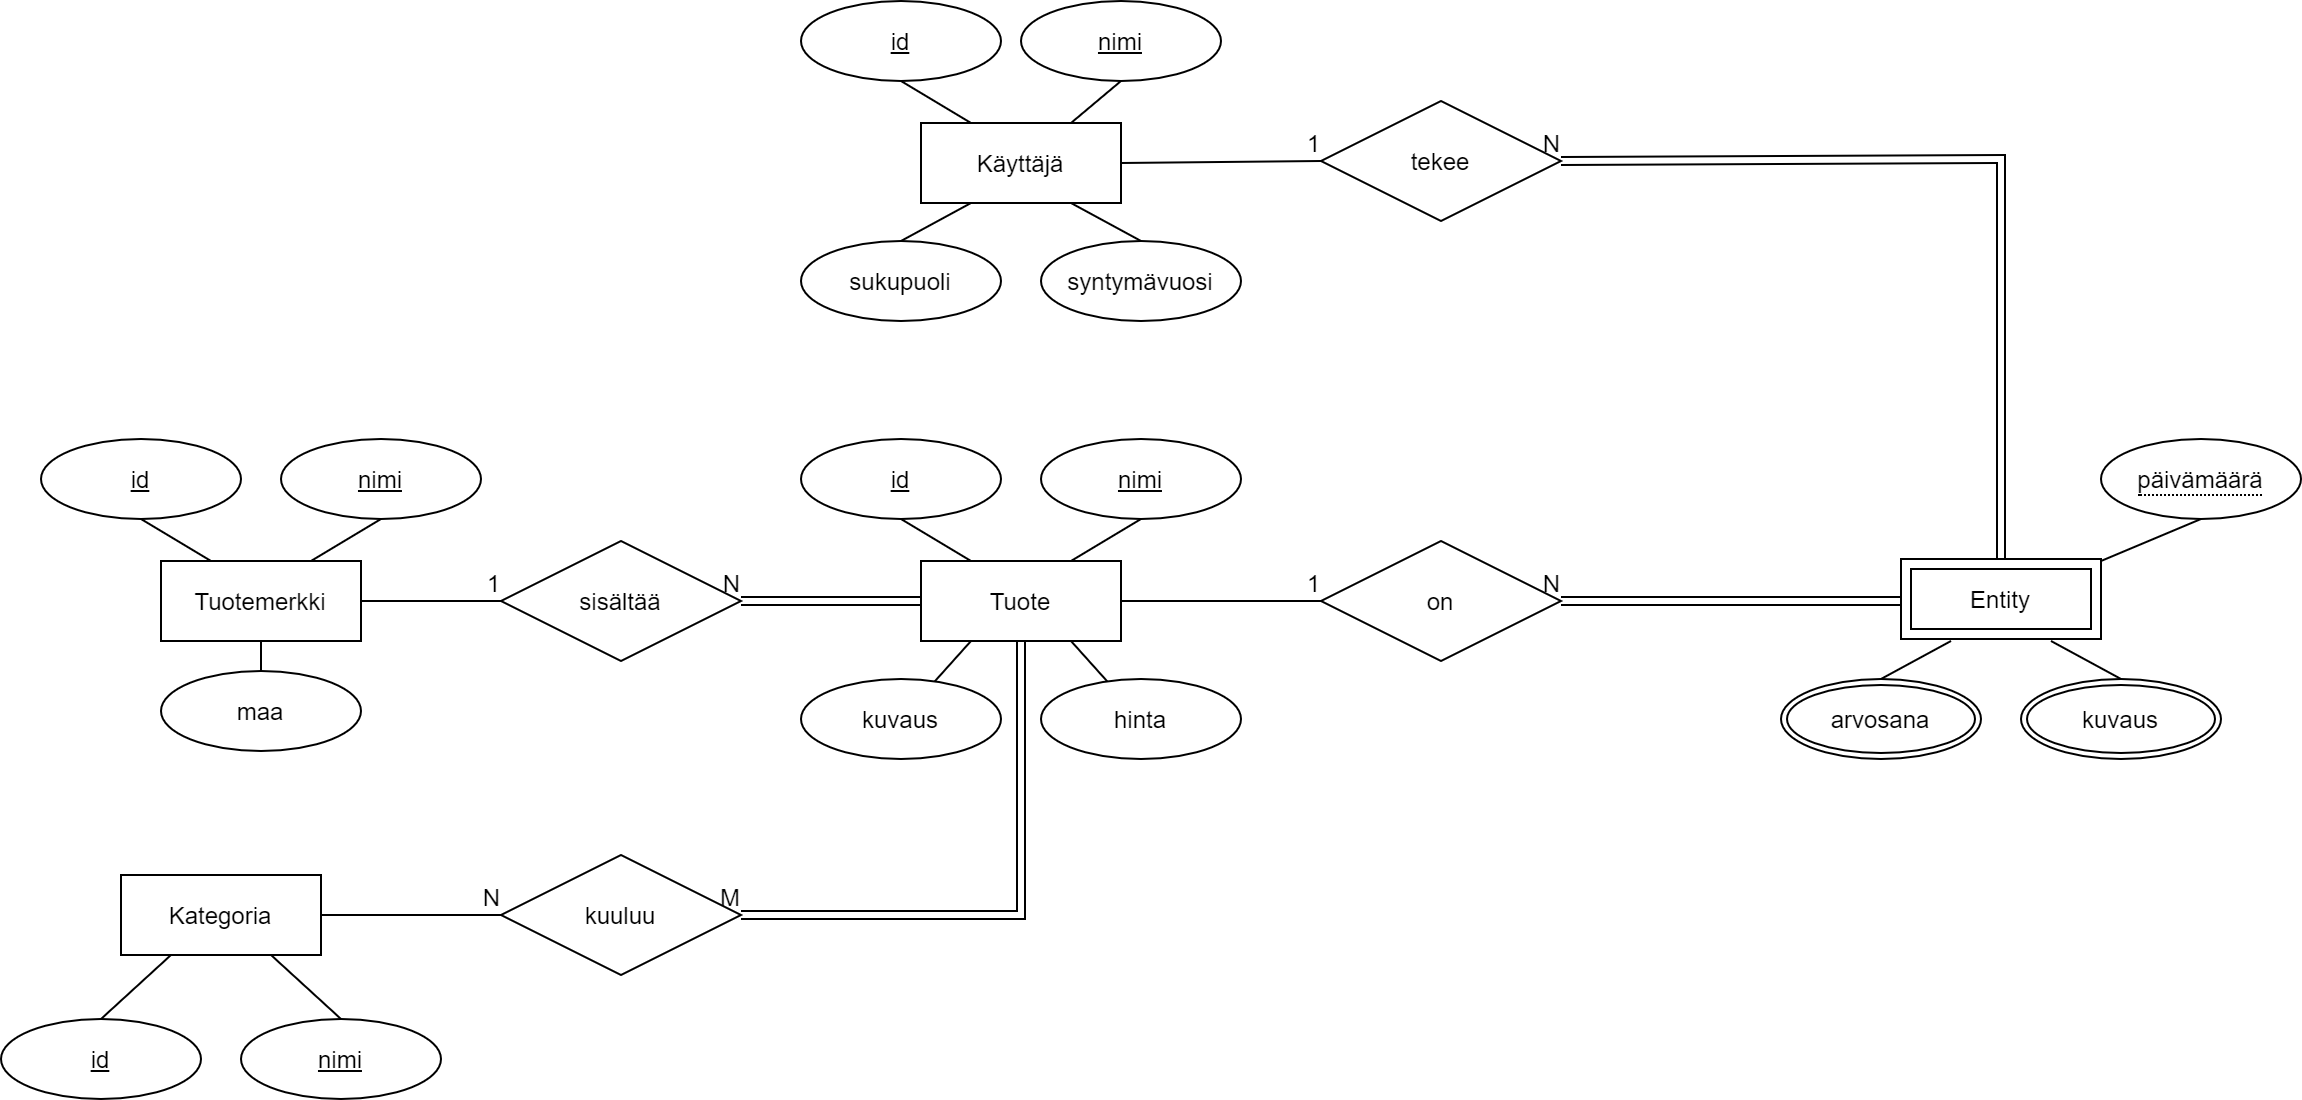 id
nimi
1
N
Käyttäjä
tekee
sukupuoli
syntymävuosi
id
nimi
id
nimi
päivämäärä
1
N
1
N
Tuotemerkki
sisältää
Tuote
on
Entity
maa
kuvaus
hinta
arvosana
kuvaus
N
M
Kategoria
kuuluu
id
nimi